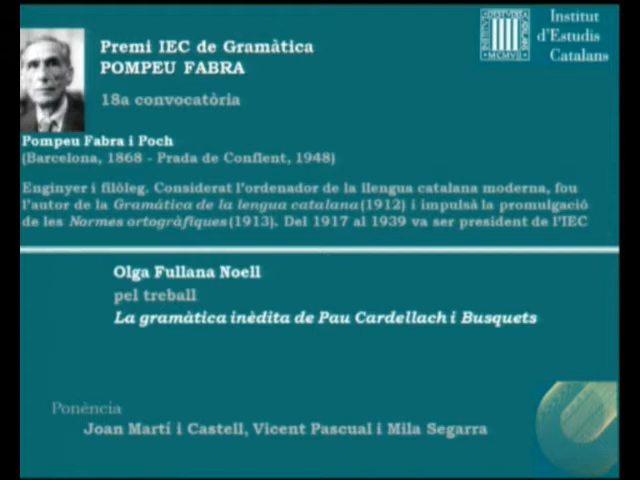 Institut
d'Estudis
Catalans
Premi IEC de Gramàtica
POMPEU FABRA
18a convocatòria
Pompeu Fabra i Poch
(Barcelona, 1868 - Prada de Conflent, 1948)
Enginyer i filòleg. Considerat l'ordenador de la llengua catalana moderna, fou
l'autor de la Gramática de la lengua catalana (1912) i impulsà la promulgació
de les Normes ortogràfiques (1913). Del 1917 al 1939 va ser president de l'IEC
Olga Fullana Noell
pel treball
La gramàtica inèdita de Pau Cardellach i Busquets
Ponència
Joan Martí i Castell, Vicent Pascual i Mila Segarra